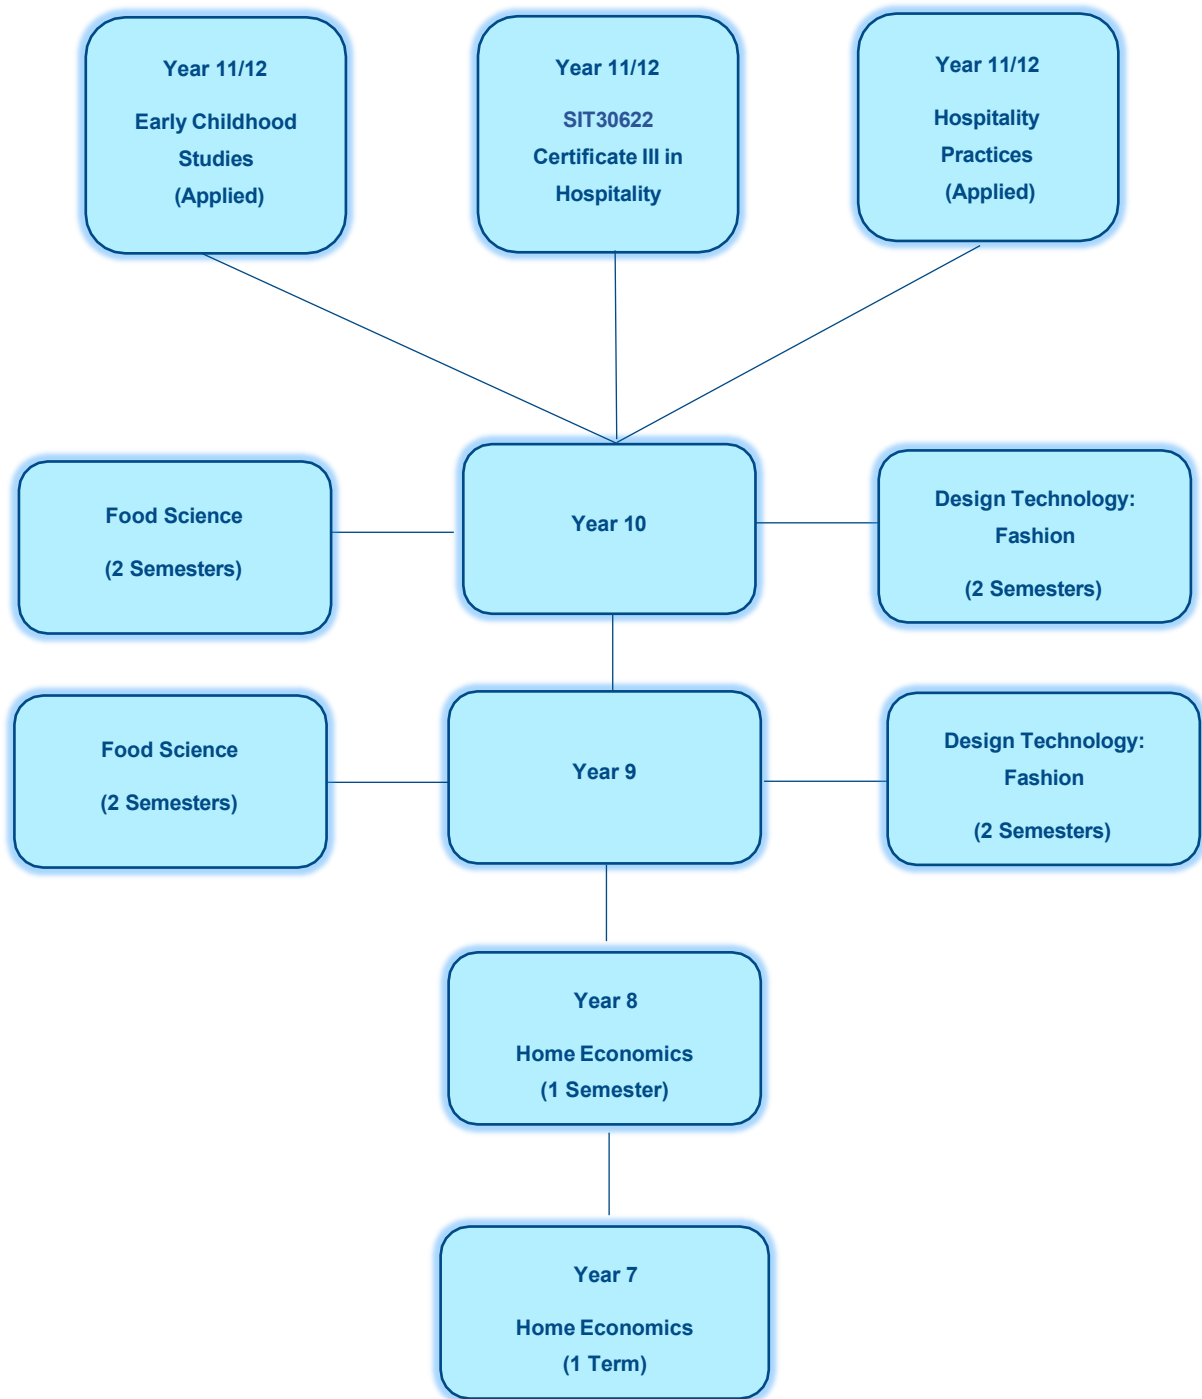 Year 11/12
Early Childhood
Studies
(Applied)
Year 11/12
SIT30622
Certificate III in
Hospitality
Year 11/12
Hospitality
Practices
(Applied)
Food Science
(2 Semesters)
Year 10
Design Technology:
Fashion
(2 Semesters)
Food Science
(2 Semesters)
Year 9
Design Technology:
Fashion
(2 Semesters)
Year 8
Home Economics
(1 Semester)
Year 7
Home Economics
(1 Term)